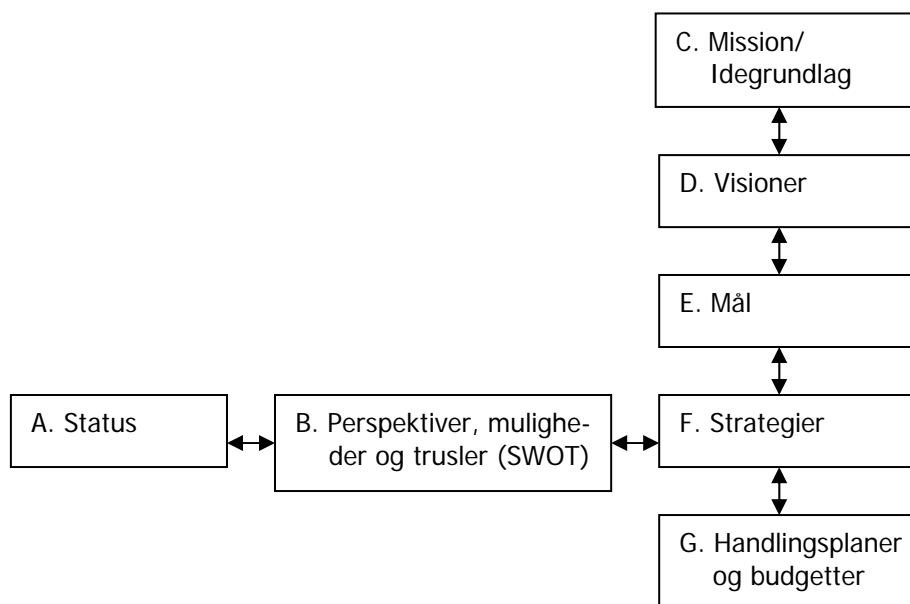 C. Mission/
Idegrundlag
D. Visioner
E. Mål
A. Status
B. Perspektiver, mulighe-
der og trusler (SWOT)
F. Strategier
G. Handlingsplaner
og budgetter